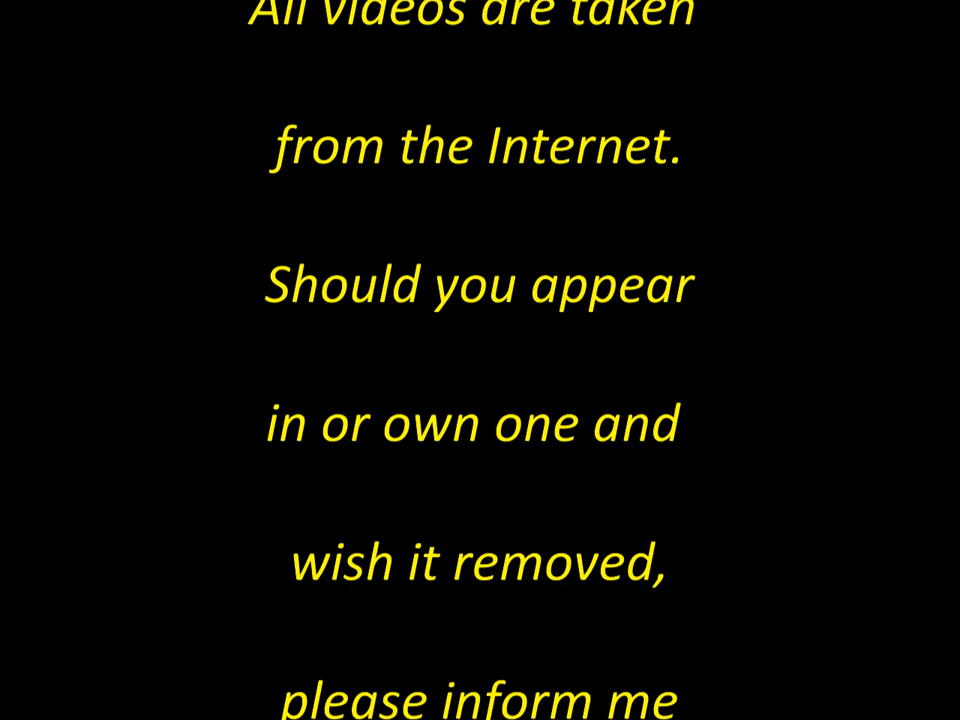 All videos are taken
from the Internet.
Should you appear
in or own one and
wish it removed,
please inform me